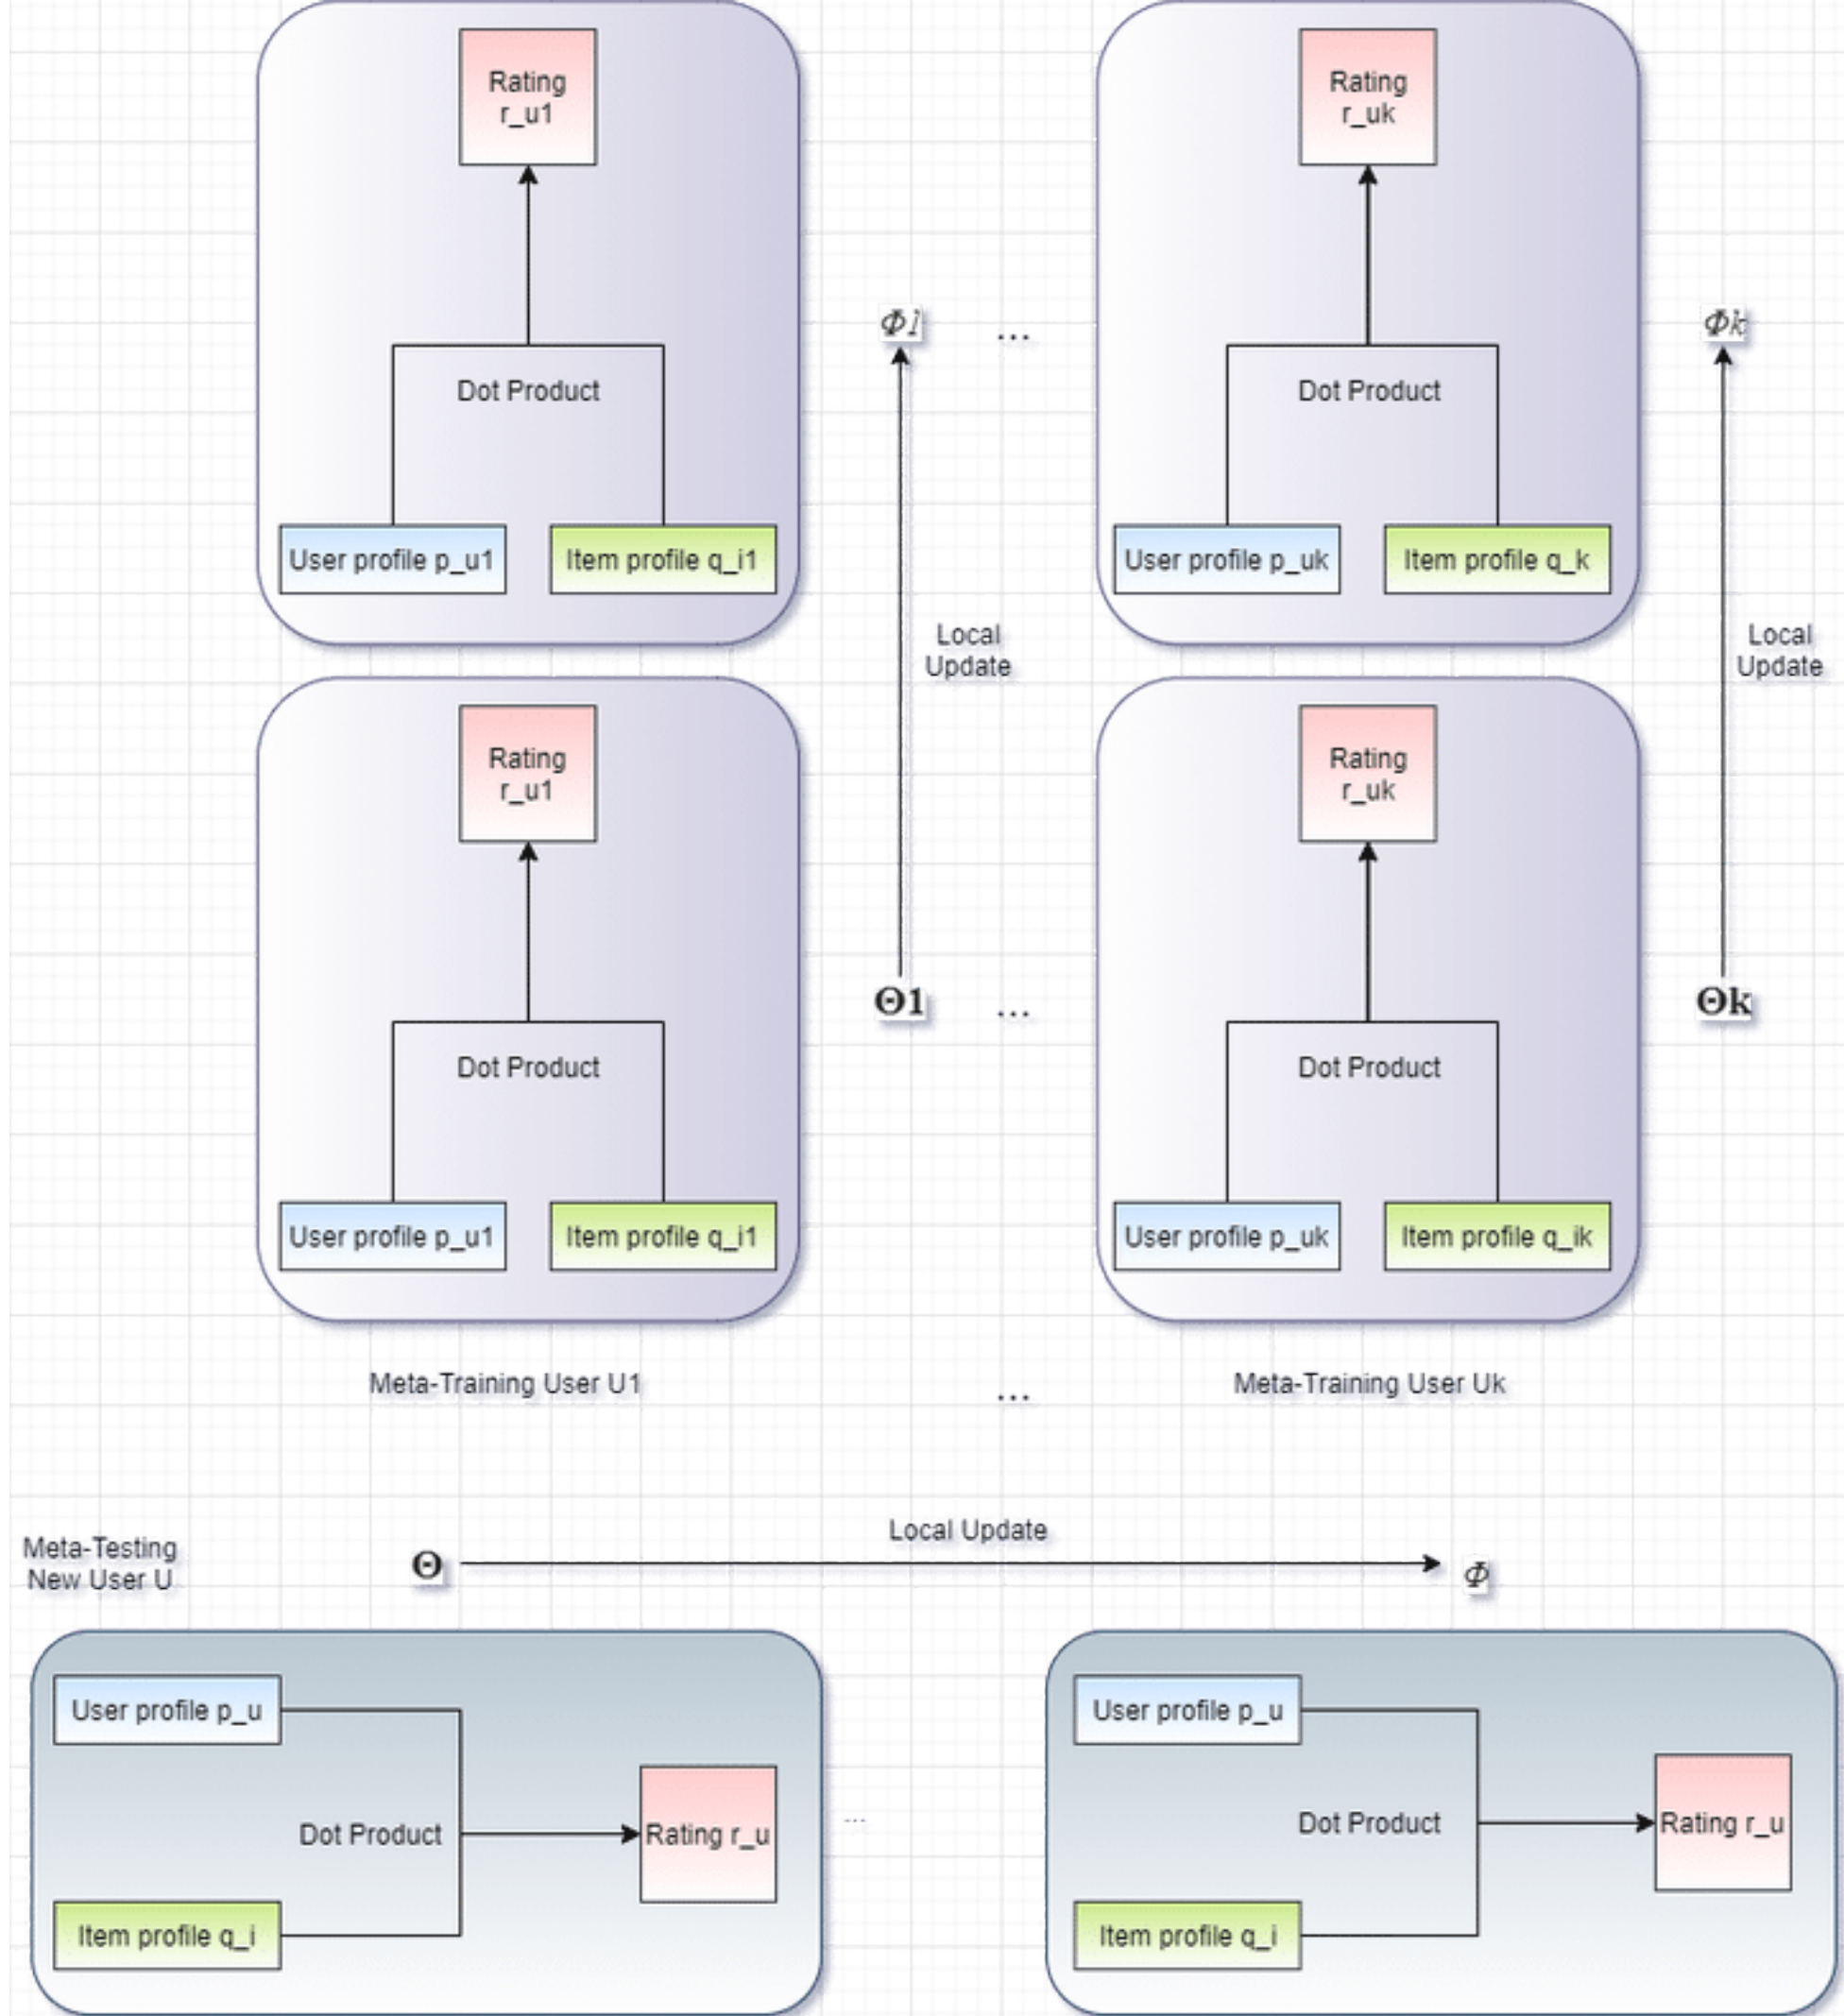 Rating
r_u1
Rating
r_uk
Φ1
...
Φk
Dot Product
Dot Product
User profile p_u1
Item profile q_i1
User profile p_uk
Item profile q_k
Local
Update
Local
Update
Rating
r_u1
Rating
r_uk
Θ1
...
Θk
Dot Product
Dot Product
User profile p_u1
Item profile q_i1
User profile p_uk
Item profile q_ik
Meta-Training User U1
...
Meta-Training User Uk
Local Update
Meta-Testing
New User U
Θ
Φ
User profile p_u
User profile p_u
Dot Product
Rating r_u
...
Dot Product
Rating r_u
Item profile q_i
Item profile q_i